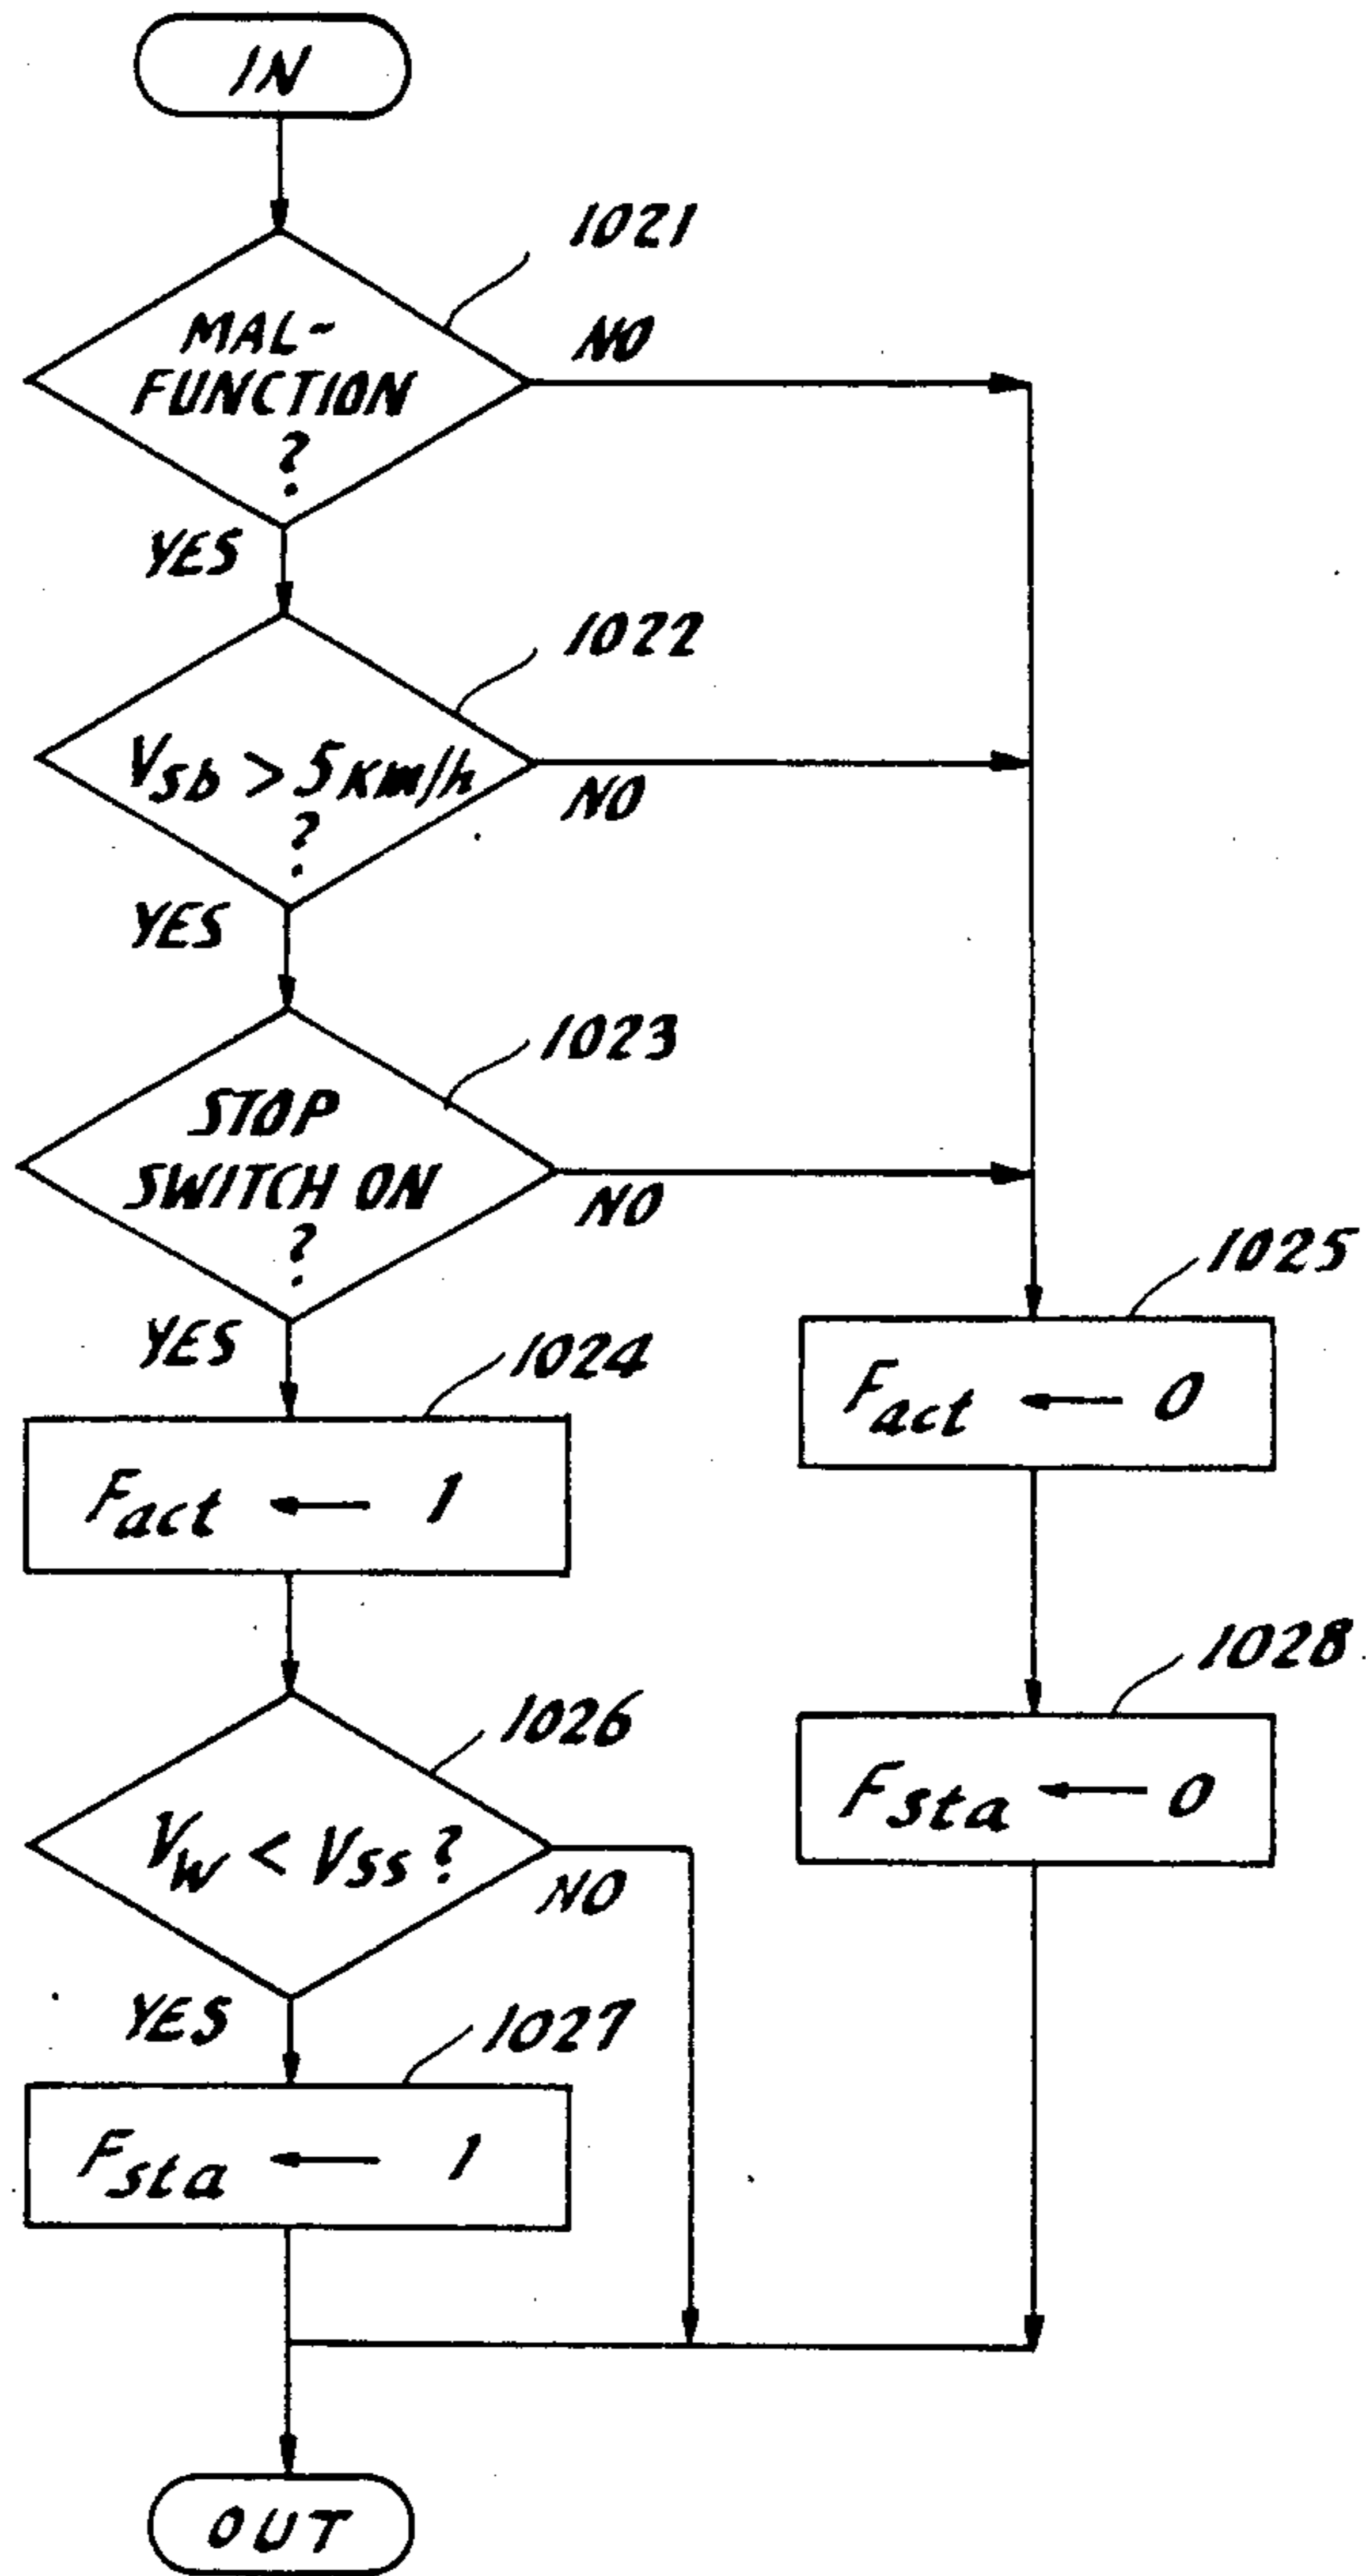 IN
1021
MAL-
FUNCTION
?
NO
YES
1022
Vsb > 5Km/h
?
NO
YES
1023
STOP
SWITCH ON
?
NO
YES
1024
Fact ← 1
1025
Fact ← 0
1026
Vw < Vss ?
NO
YES
1028
Fsta ← 0
1027
Fsta ← 1
OUT